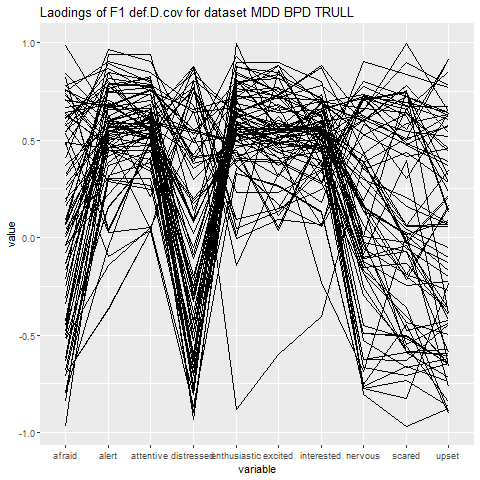 Laodings of F1 def.D.cov for dataset MDD BPD TRULL
1.0
0.5
0.0
-0.5
-1.0
value
afraid alert attentive distressed enthusiastic excited interested nervous scared upset
variable